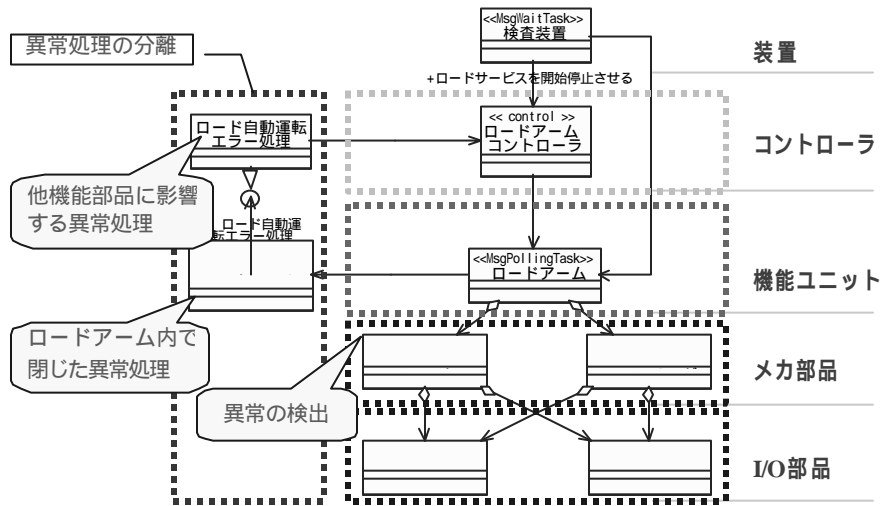 <<MsgWaitTask>>
検査装置
異常処理の分離
装置
+ロードサービスを開始停止させる
ロード自動運転
エラー処理
<< control >>
ロードアーム
コントローラ
コントローラ
他機能部品に影響
する異常処理
ロード自動運
転エラー処理
<<MsgPollingTask>>
ロードアーム
機能ユニット
ロードアーム内で
閉じた異常処理
メカ部品
異常の検出
I/O部品